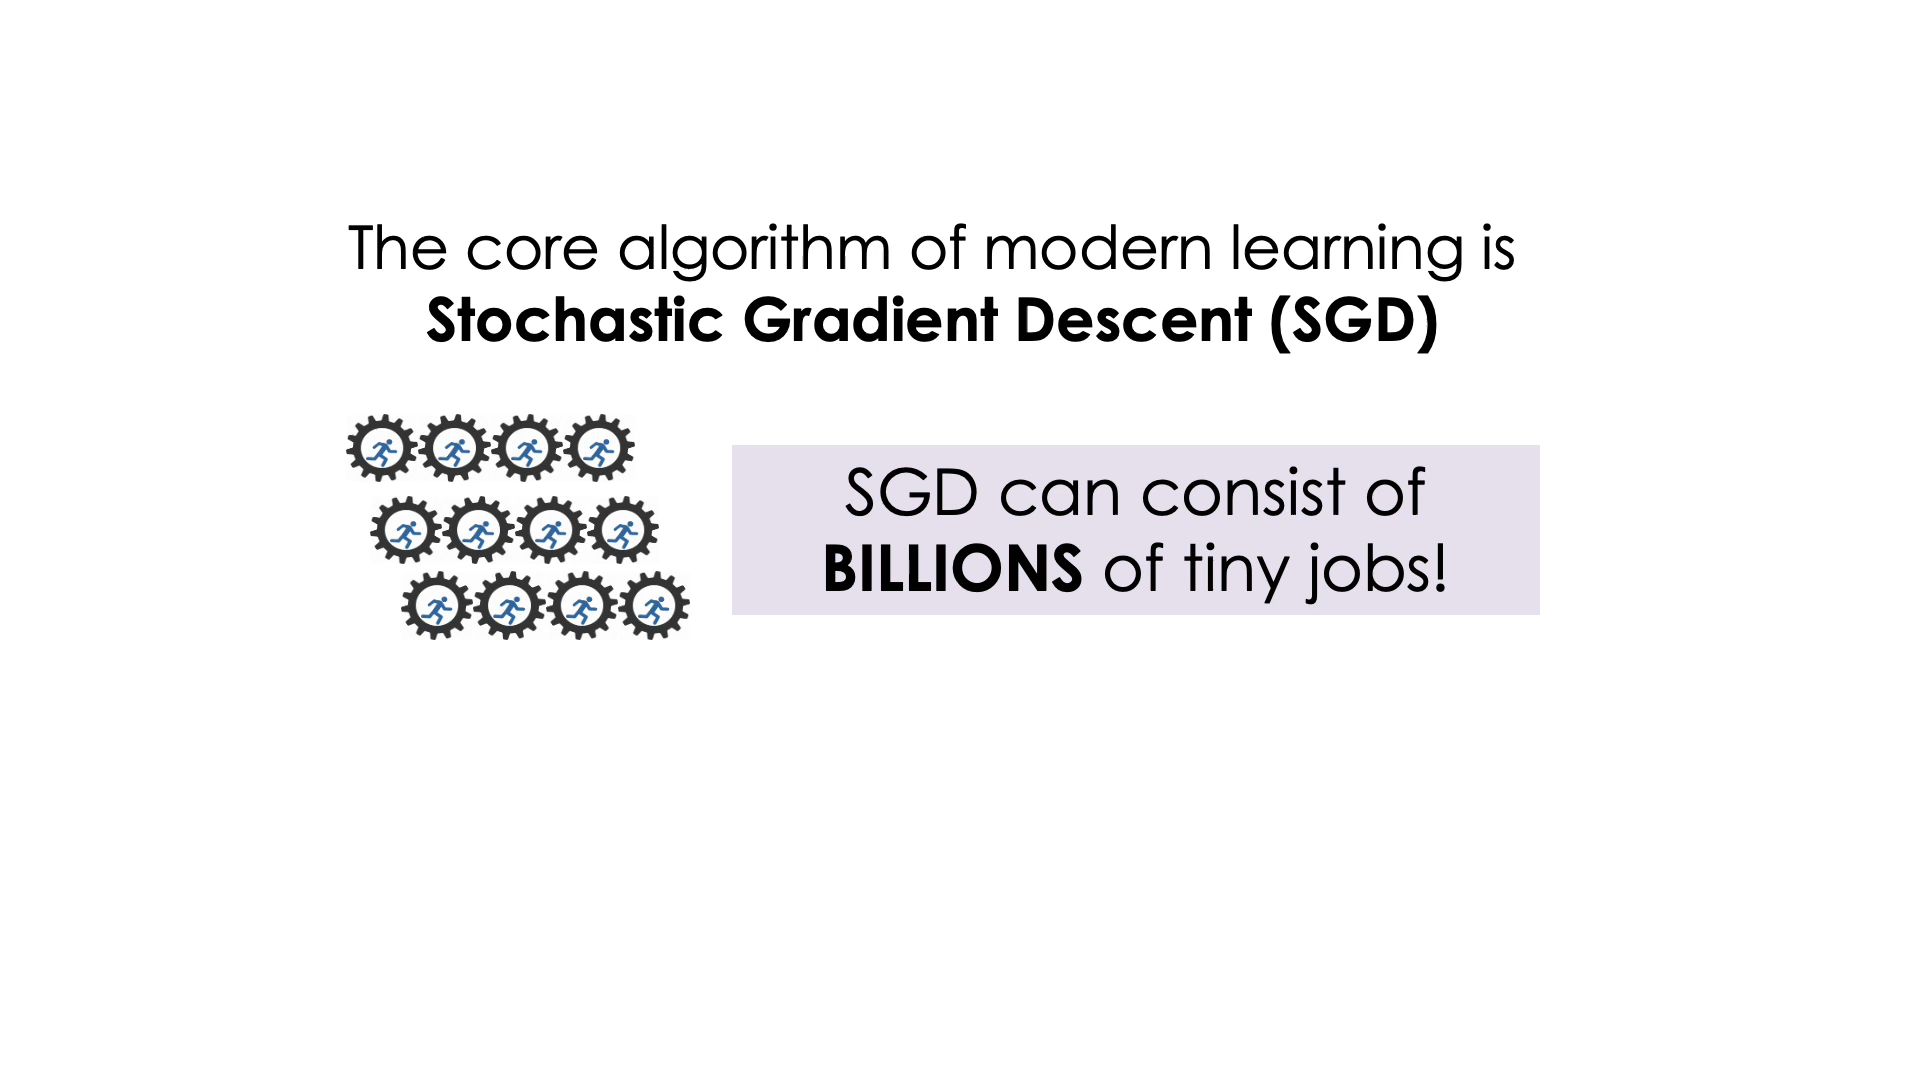 The core algorithm of modern learning is
Stochastic Gradient Descent (SGD)
SGD can consist of
BILLIONS of tiny jobs!